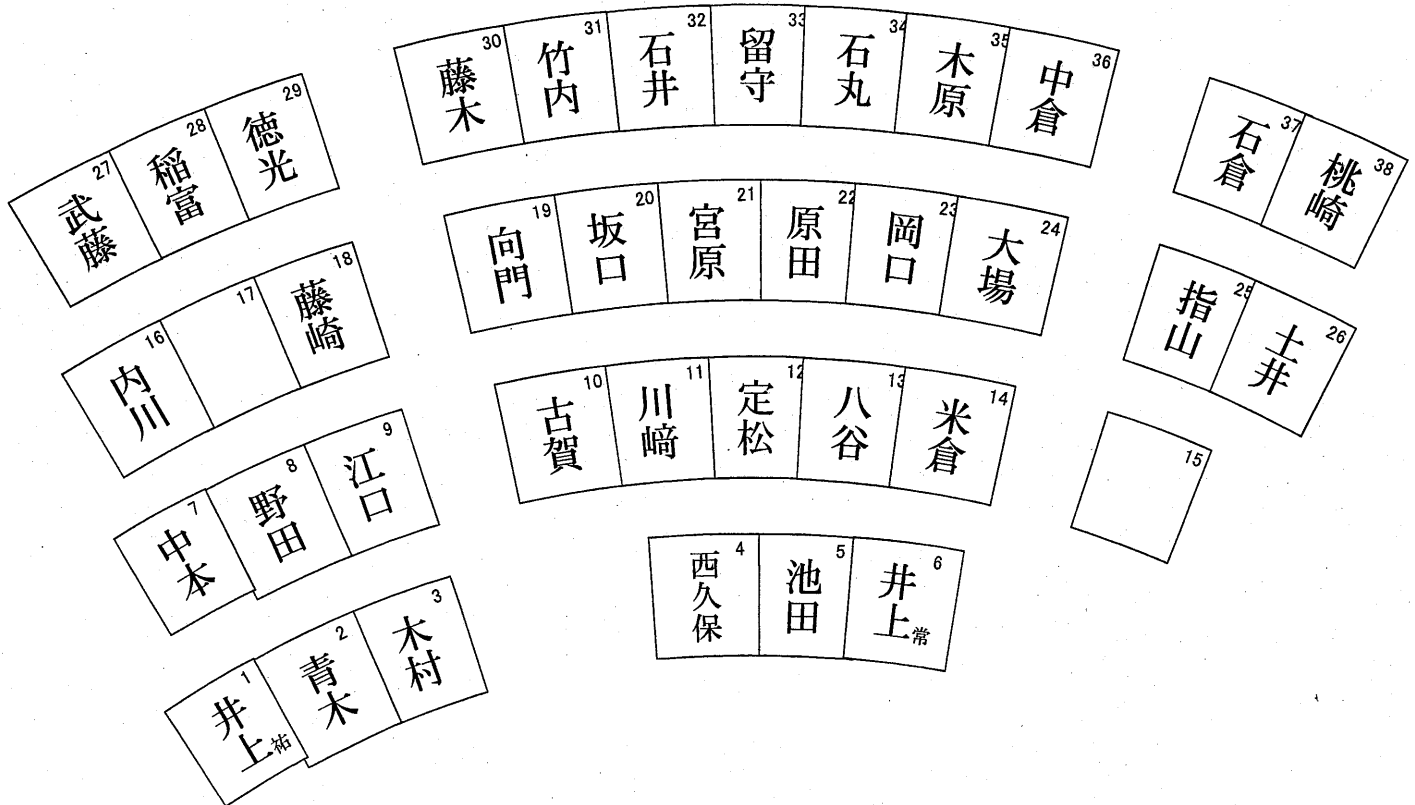 30 藤木
31 竹内
32 石井
33 留守
34 石丸
35 木原
36 中倉
27 武藤
28 稲富
29 徳光
37 石倉
38 桃崎
19 向門
20 坂口
21 宮原
22 原田
23 岡口
24 大場
16 内川
17
18 藤崎
25 指山
26 土井
10 古賀
11 川﨑
12 定松
13 八谷
14 米倉
15
7 中本
8 野田
9 江口
4 西久保
5 池田
6 井上常
1 井上祐
2 青木
3 木村